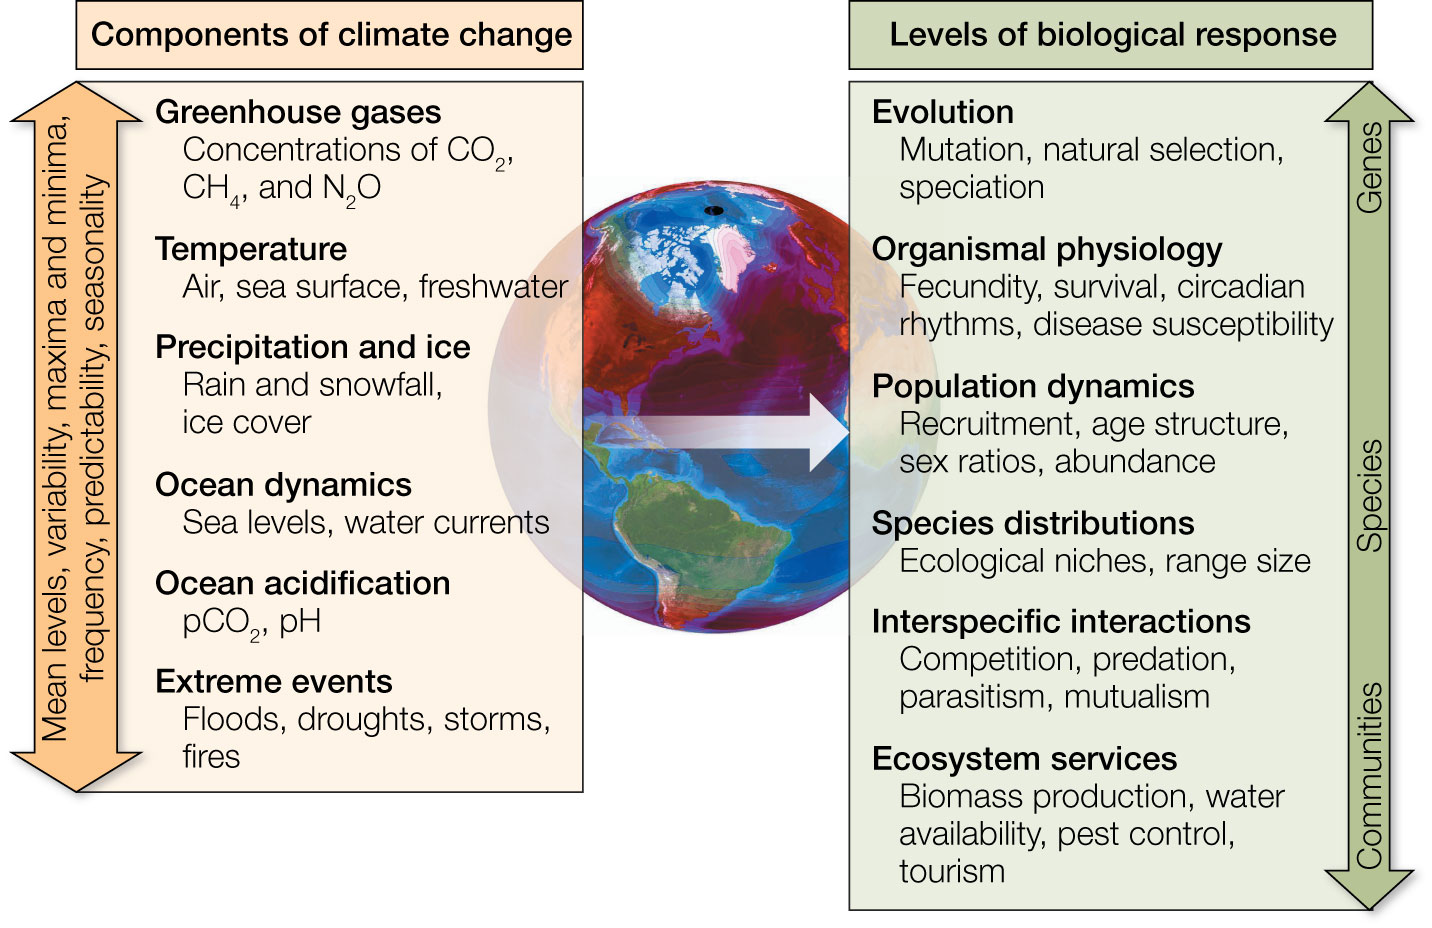 Components of climate change
Mean levels, variability, maxima and minima,
frequency, predictability, seasonality
Greenhouse gases
Concentrations of CO₂,
CH₄, and N₂O
Temperature
Air, sea surface, freshwater
Precipitation and ice
Rain and snowfall,
ice cover
Ocean dynamics
Sea levels, water currents
Ocean acidification
pCO₂, pH
Extreme events
Floods, droughts, storms,
fires
Levels of biological response
Evolution
Mutation, natural selection,
speciation
Organismal physiology
Fecundity, survival, circadian
rhythms, disease susceptibility
Population dynamics
Recruitment, age structure,
sex ratios, abundance
Species distributions
Ecological niches, range size
Interspecific interactions
Competition, predation,
parasitism, mutualism
Ecosystem services
Biomass production, water
availability, pest control,
tourism
Genes
Species
Communities